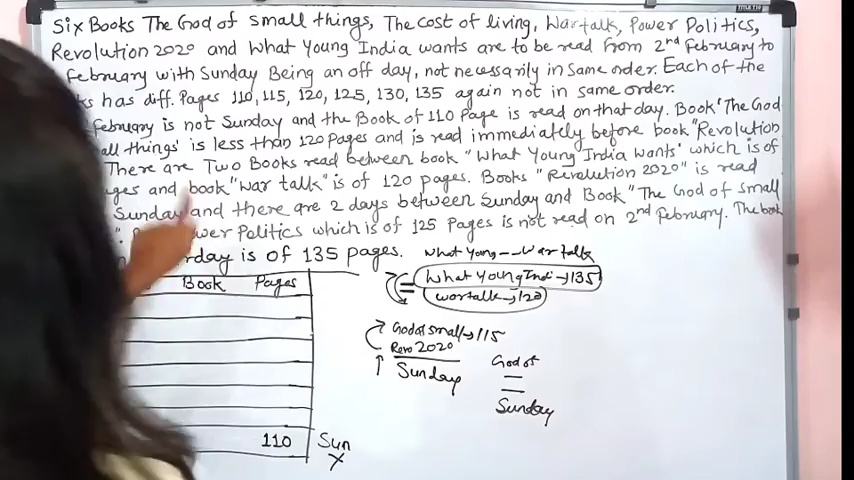 Six Books The God of small things, The cost of living, War talk, Power Politics,
Revolution 2020 and What Young India wants are to be read from 2nd February to
february with Sunday Being an off day, not necessarily in same order. Each of the
has diff. Pages 110, 115, 120, 125, 130, 135 again not in same order.
february is not Sunday and the Book of 110 Page is read on that day. Book 'The God
all things' is less than 120 Pages and is read immediately before book "Revolution
There are Two Books read between book "What Young India Wants" which is of
ges and book "War talk" is of 120 pages. Books "Revolution 2020" is read
Sunday and there are 2 days between Sunday and Book "The God of small
wer Politics which is of 125 Pages is not read on 2nd february. The book
rday is of 135 pages.
What Young -- War talk
Book Pages
What Young Indi → 135
wartalk → 120
God of small → 115
Revo 2020
Sunday
God of
Sunday
110 Sun
X